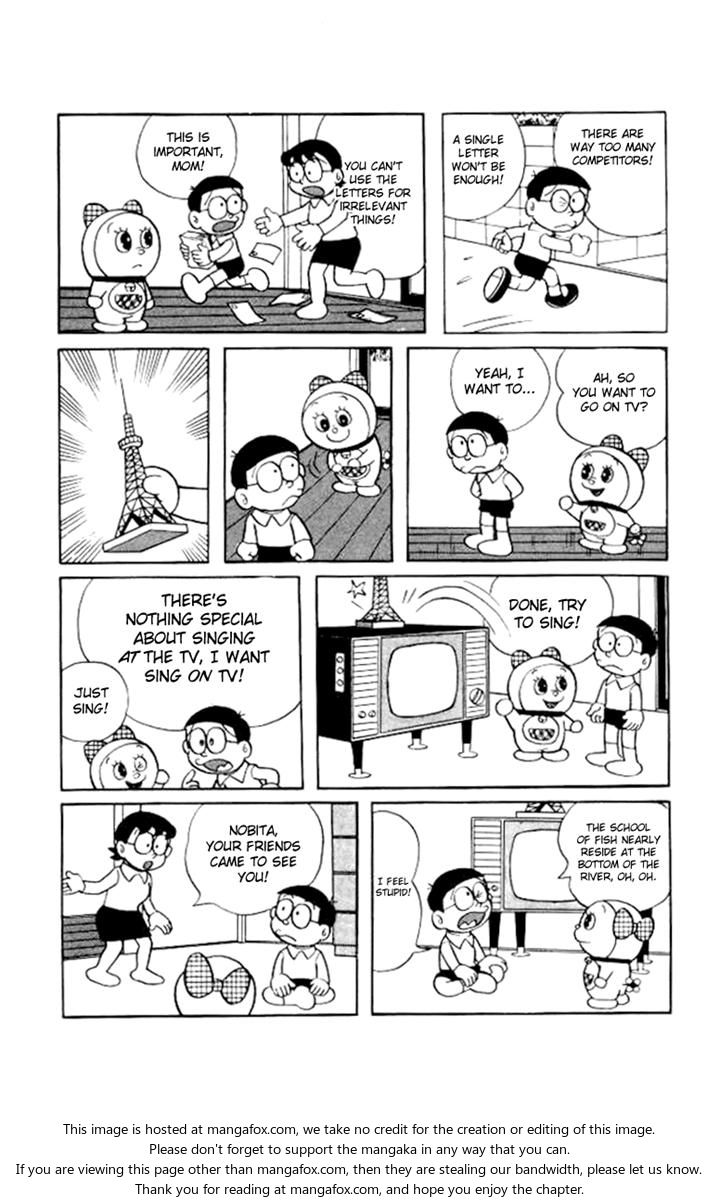 THERE ARE
WAY TOO MANY
COMPETITORS!
A SINGLE
LETTER
WON'T BE
ENOUGH!
YOU CAN'T
USE THE
LETTERS FOR
IRRELEVANT
THINGS!
THIS IS
IMPORTANT,
MOM!
AH, SO
YOU WANT TO
GO ON TV?
YEAH, I
WANT TO...
DONE, TRY
TO SING!
THERE'S
NOTHING SPECIAL
ABOUT SINGING
AT THE TV, I WANT
SING ON TV!
JUST
SING!
THE SCHOOL
OF FISH NEARLY
RESIDE AT THE
BOTTOM OF THE
RIVER, OH, OH.
I FEEL
STUPID!
NOBITA,
YOUR FRIENDS
CAME TO SEE
YOU!
This image is hosted at mangafox.com, we take no credit for the creation or editing of this image.
Please don't forget to support the mangaka in any way that you can.
If you are viewing this page other than mangafox.com, then they are stealing our bandwidth, please let us know.
Thank you for reading at mangafox.com, and hope you enjoy the chapter.